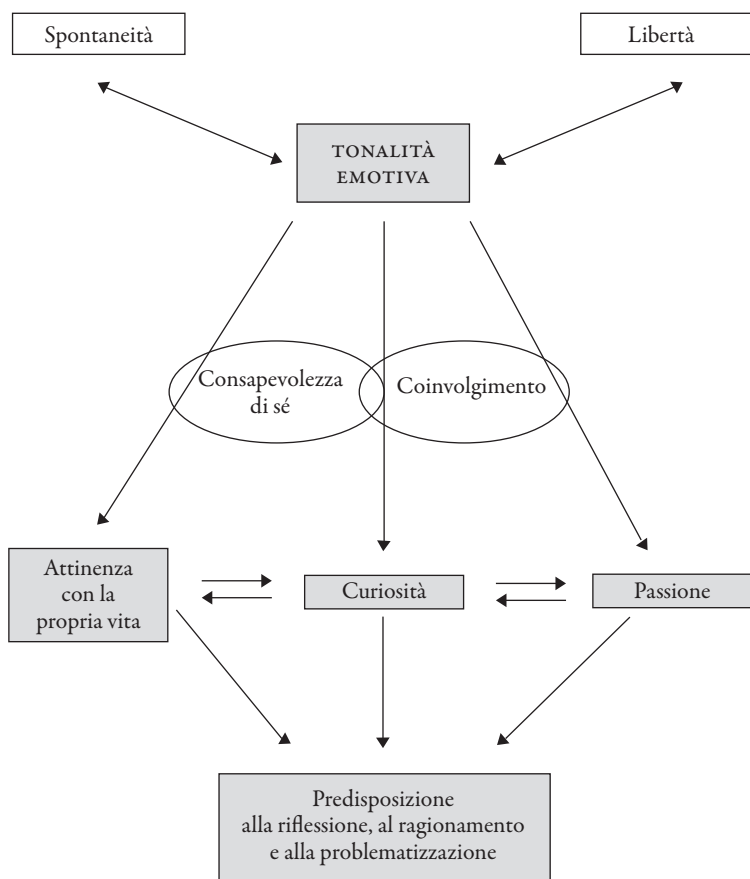 Spontaneità
Libertà
TONALITÀ
EMOTIVA
Consapevolezza
di sé
Coinvolgimento
Attinenza
con la
propria vita
Curiosità
Passione
Predisposizione
alla riflessione, al ragionamento
e alla problematizzazione